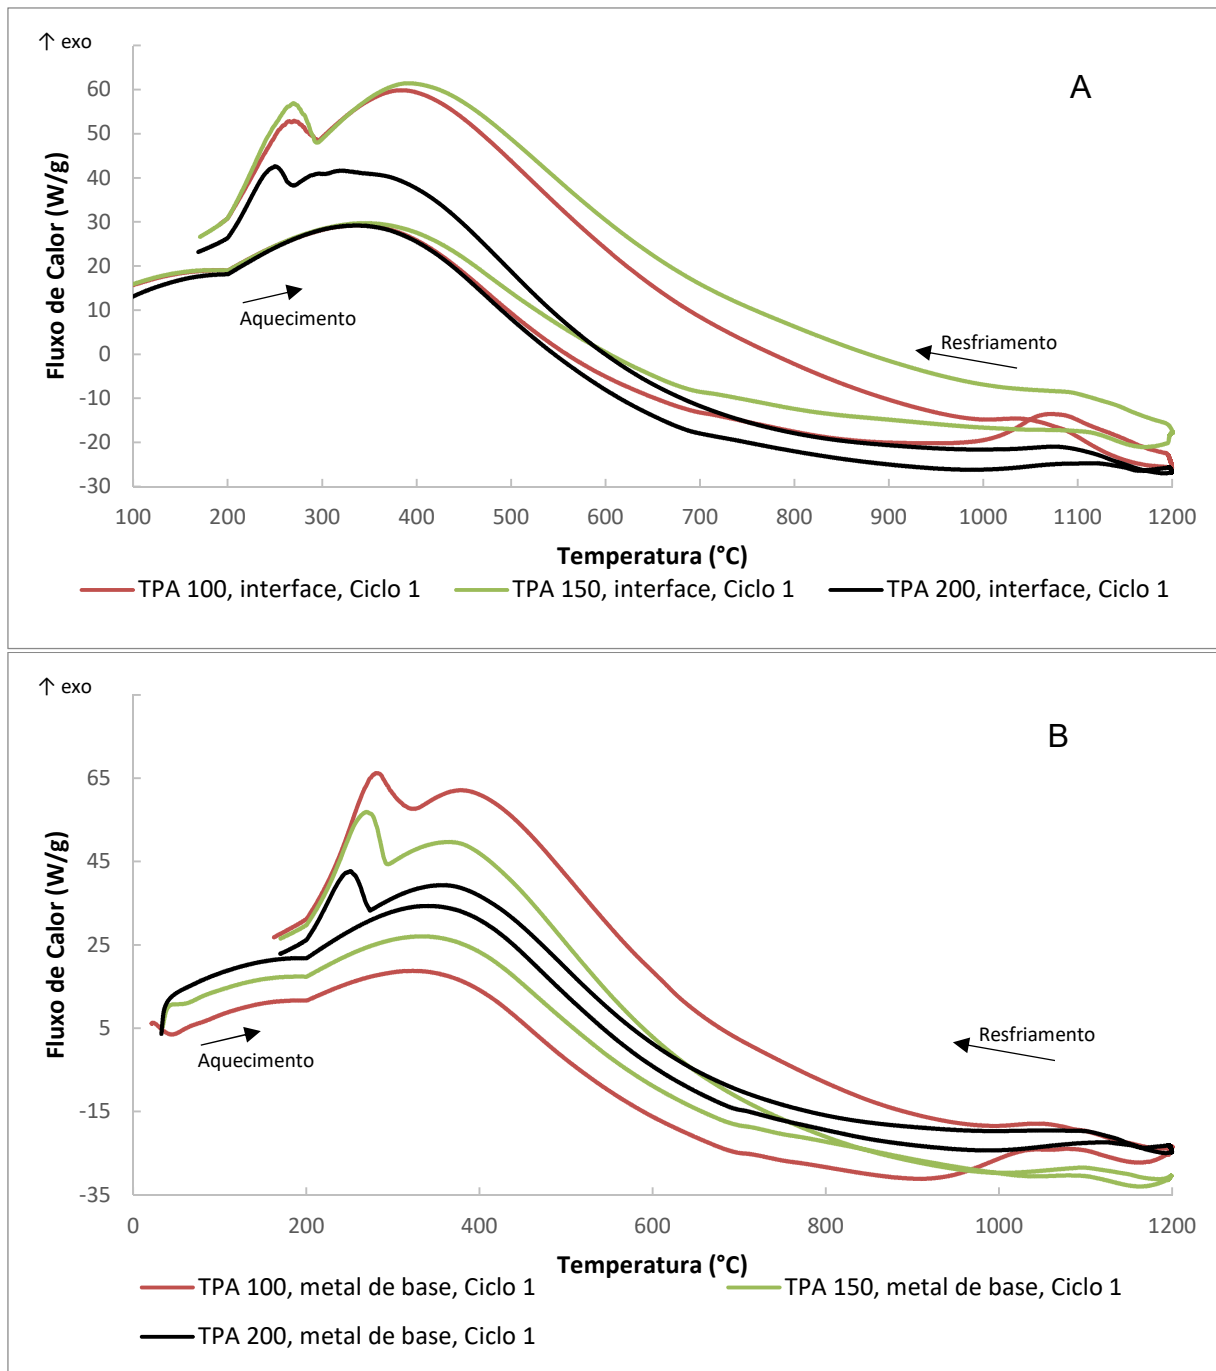 ↑ exo
A
60
50
40
30
20
10
0
-10
-20
-30
Fluxo de Calor (W/g)
Aquecimento
Resfriamento
100 200 300 400 500 600 700 800 900 1000 1100 1200
Temperatura (°C)
TPA 100, interface, Ciclo 1 TPA 150, interface, Ciclo 1 TPA 200, interface, Ciclo 1
↑ exo
B
65
45
25
5
-15
-35
Fluxo de Calor (W/g)
Aquecimento
Resfriamento
0 200 400 600 800 1000 1200
Temperatura (°C)
TPA 100, metal de base, Ciclo 1 TPA 150, metal de base, Ciclo 1
TPA 200, metal de base, Ciclo 1